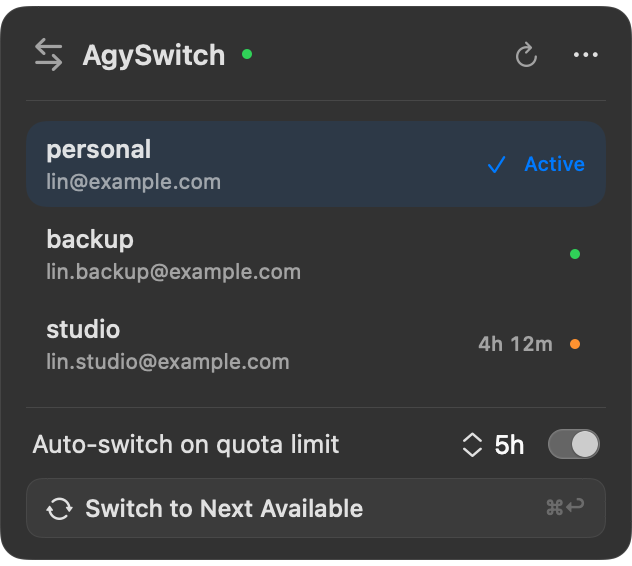 AgySwitch
personal
lin@example.com
Active
backup
lin.backup@example.com
studio
lin.studio@example.com
4h 12m
Auto-switch on quota limit
5h
Switch to Next Available
⌘↩